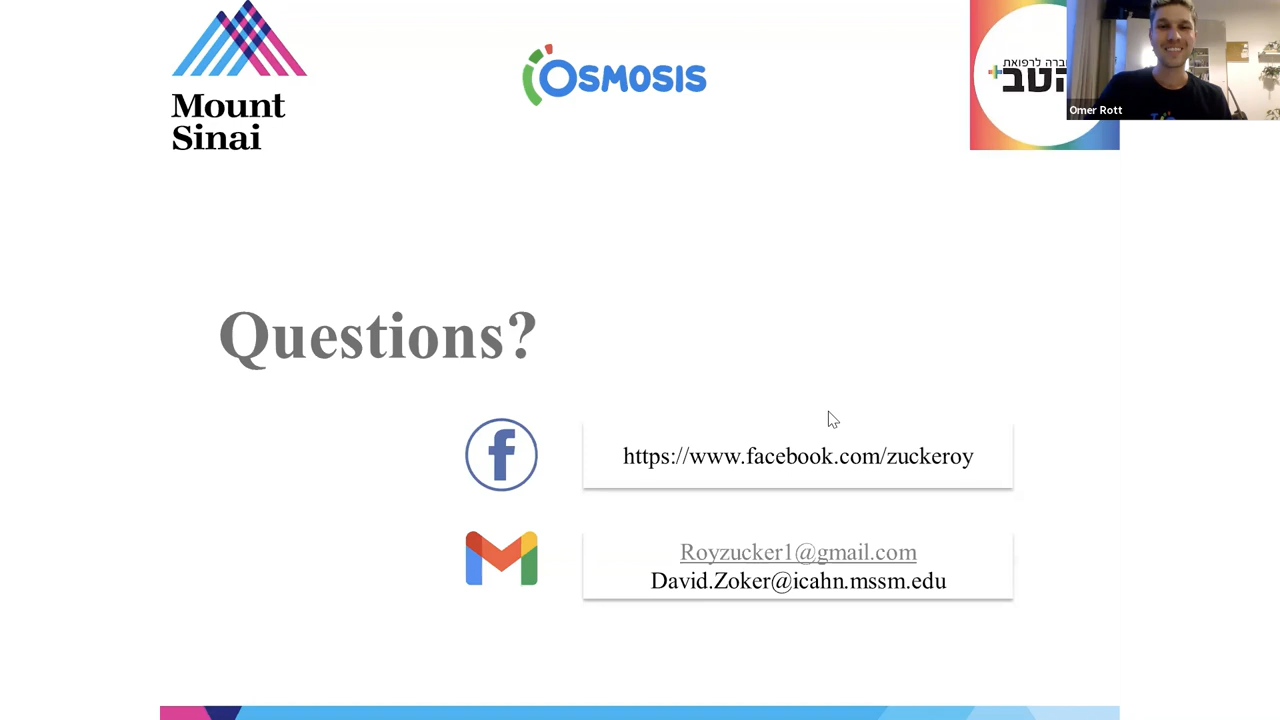 Mount
Sinai
OSMOSIS
לרפואת
Omer Rott
Questions?
https://www.facebook.com/zuckeroy
Royzucker1@gmail.com
David.Zoker@icahn.mssm.edu